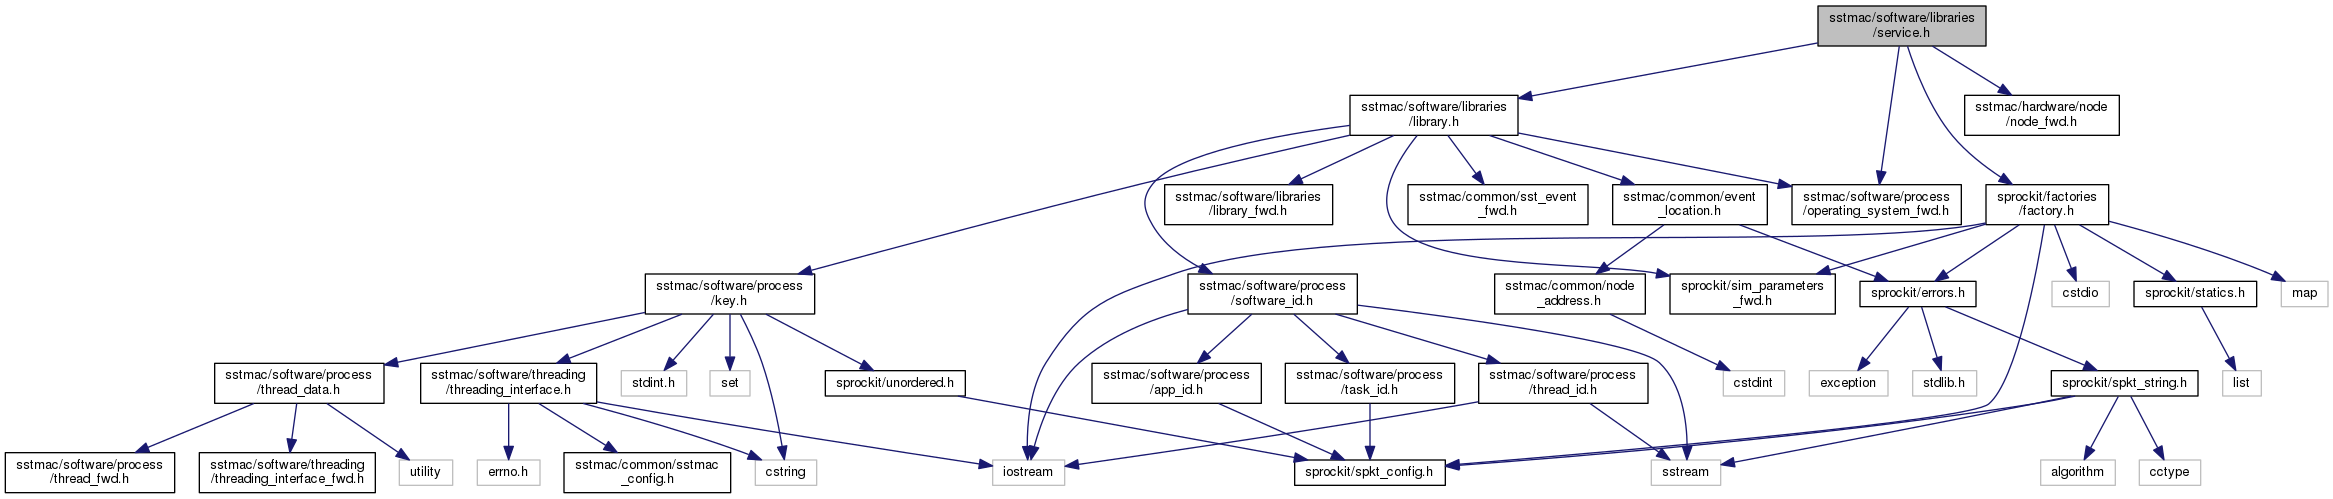 sstmac/software/libraries
/service.h
sstmac/software/libraries
/library.h
sstmac/hardware/node
/node_fwd.h
sstmac/software/libraries
/library_fwd.h
sstmac/common/sst_event
_fwd.h
sstmac/common/event
_location.h
sstmac/software/process
/operating_system_fwd.h
sprockit/factories
/factory.h
sstmac/software/process
/key.h
sstmac/software/process
/software_id.h
sstmac/common/node
_address.h
sprockit/sim_parameters
_fwd.h
sprockit/errors.h
cstdio
sprockit/statics.h
map
sstmac/software/process
/thread_data.h
sstmac/software/threading
/threading_interface.h
stdint.h
set
sprockit/unordered.h
sstmac/software/process
/app_id.h
sstmac/software/process
/task_id.h
sstmac/software/process
/thread_id.h
cstdint
exception
stdlib.h
sprockit/spkt_string.h
list
sstmac/software/process
/thread_fwd.h
sstmac/software/threading
/threading_interface_fwd.h
utility
errno.h
sstmac/common/sstmac
_config.h
cstring
iostream
sprockit/spkt_config.h
sstream
algorithm
cctype